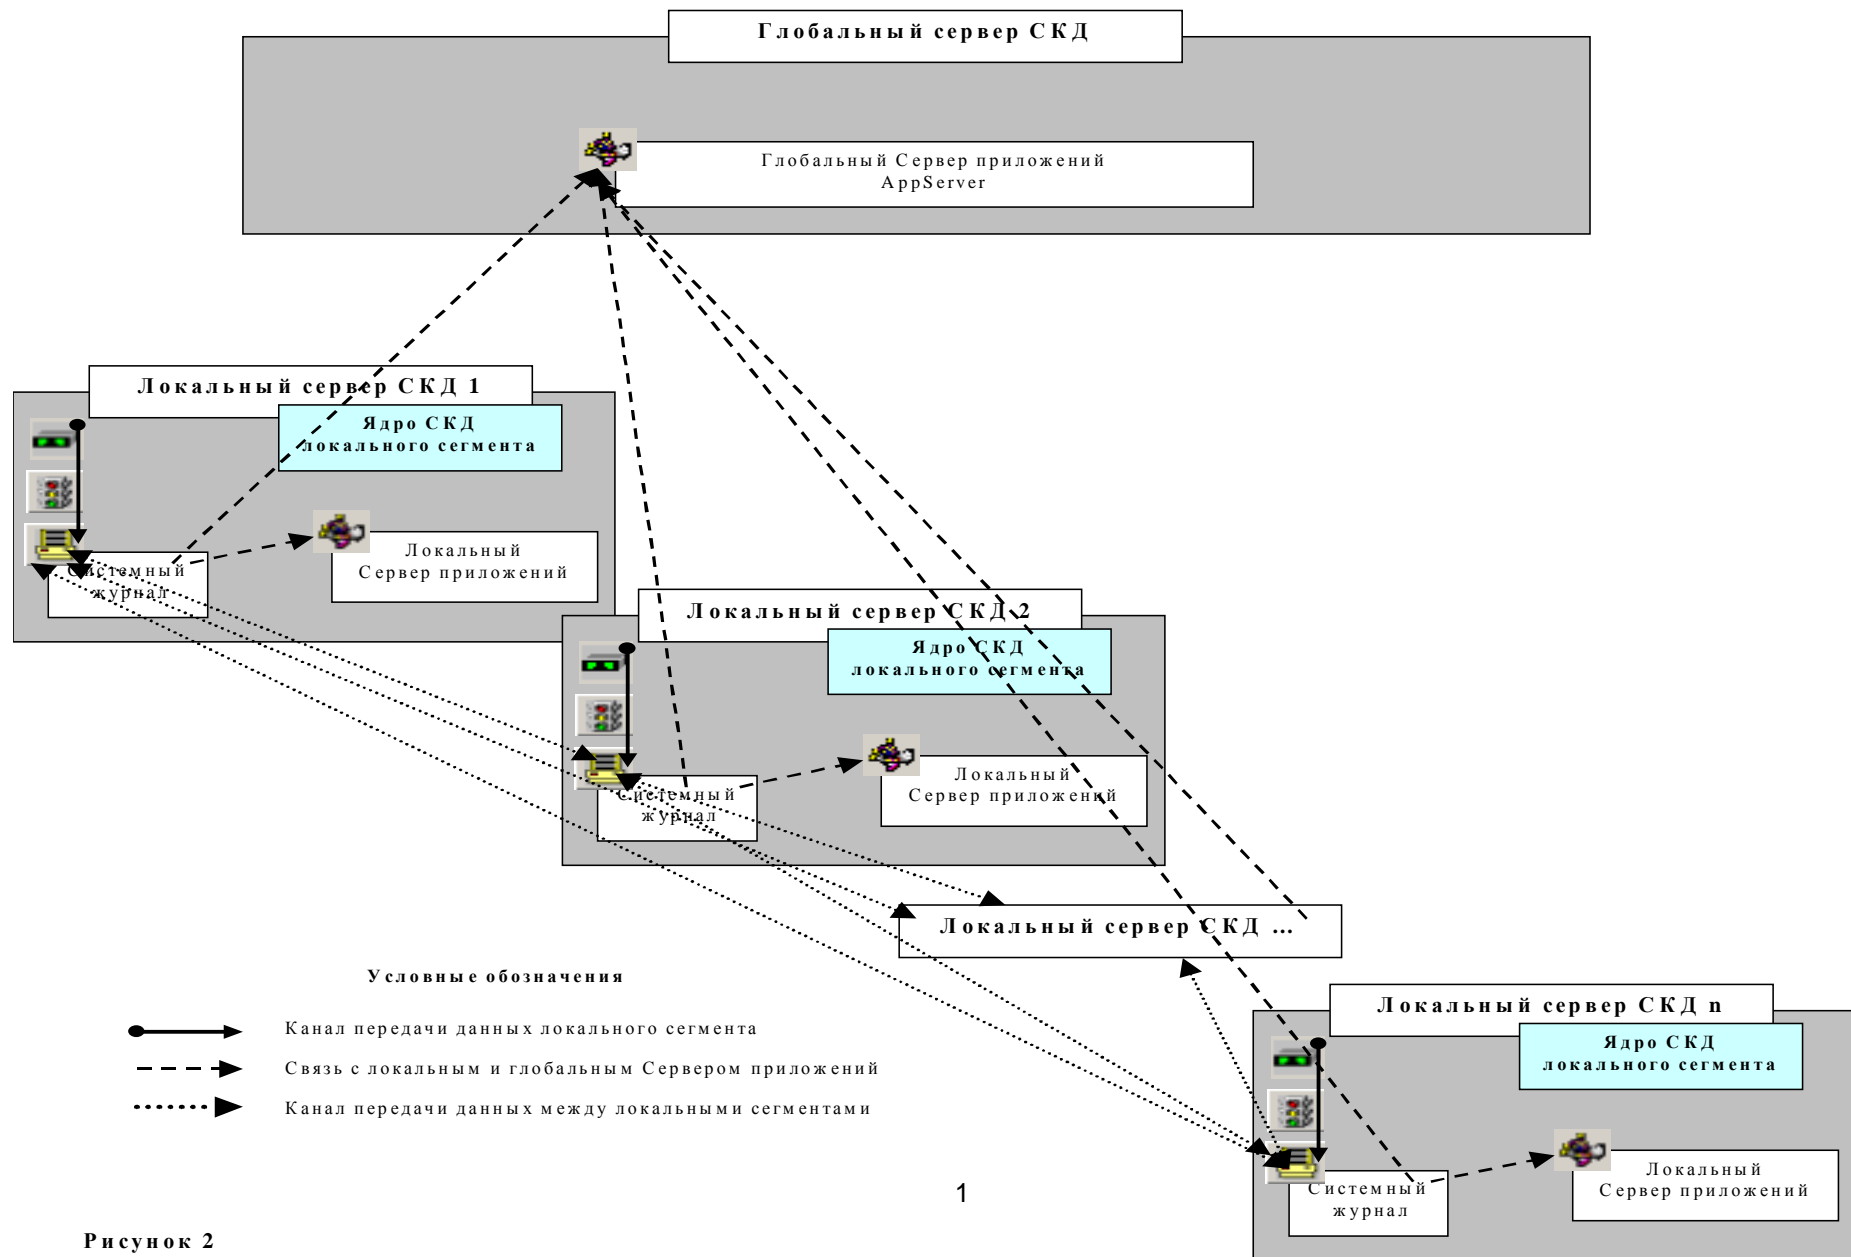 Глобальный сервер СКД
Глобальный Сервер приложений
AppServer
Локальный сервер СКД 1
Ядро СКД
локального сегмента
Локальный
Сервер приложений
Системный
журнал
Локальный сервер СКД 2
Ядро СКД
локального сегмента
Локальный
Сервер приложений
Системный
журнал
Локальный сервер СКД ...
Условные обозначения
Канал передачи данных локального сегмента
Связь с локальным и глобальным Сервером приложений
Канал передачи данных между локальными сегментами
Локальный сервер СКД n
Ядро СКД
локального сегмента
Локальный
Сервер приложений
Системный
журнал
1
Рисунок 2